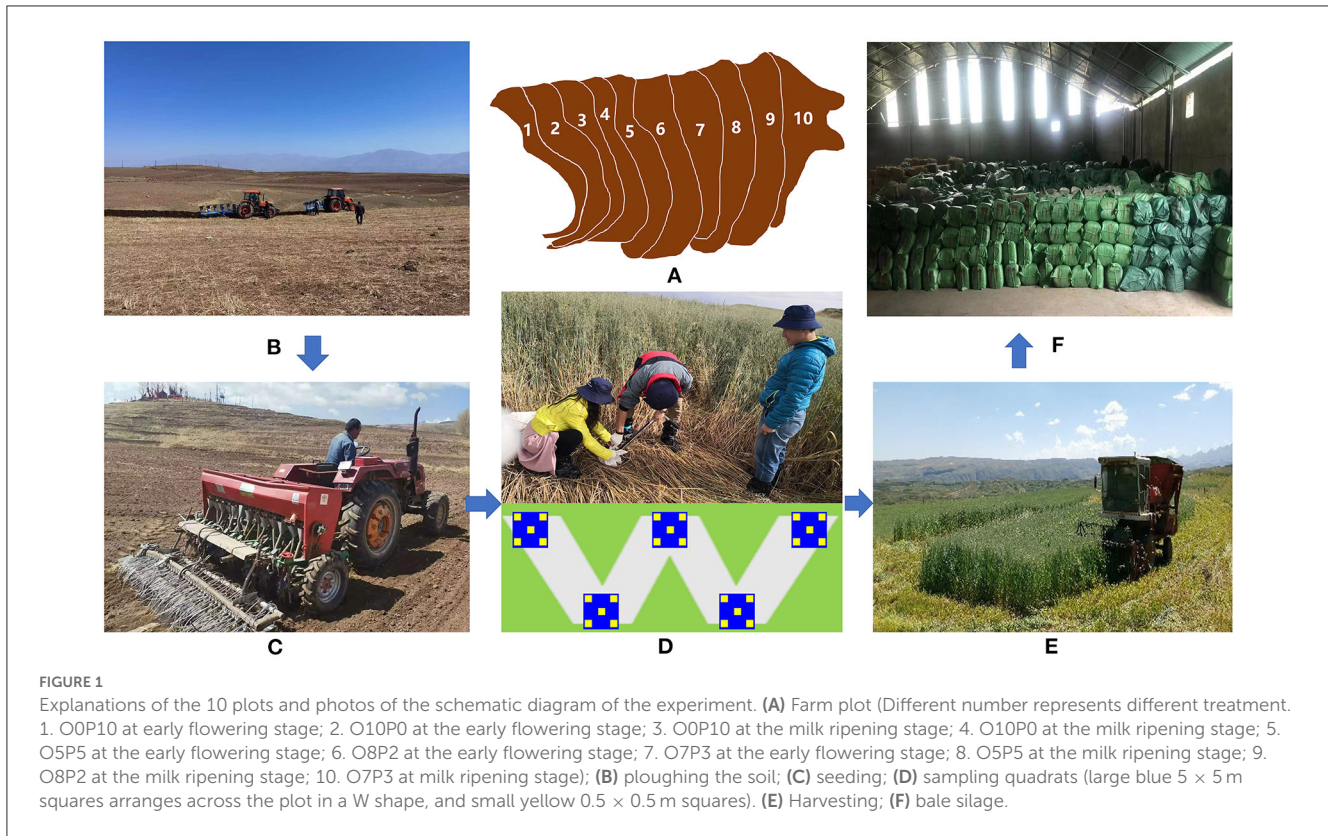 1 2 3 4 5 6 7 8 9 10
A
B
F
C
D
E
FIGURE 1
Explanations of the 10 plots and photos of the schematic diagram of the experiment. (A) Farm plot (Different number represents different treatment.
1. O0P10 at early flowering stage; 2. O10P0 at the early flowering stage; 3. O0P10 at the milk ripening stage; 4. O10P0 at the milk ripening stage; 5.
O5P5 at the early flowering stage; 6. O8P2 at the early flowering stage; 7. O7P3 at the early flowering stage; 8. O5P5 at the milk ripening stage; 9.
O8P2 at the milk ripening stage; 10. O7P3 at milk ripening stage); (B) ploughing the soil; (C) seeding; (D) sampling quadrats (large blue 5 × 5 m
squares arranges across the plot in a W shape, and small yellow 0.5 × 0.5 m squares). (E) Harvesting; (F) bale silage.